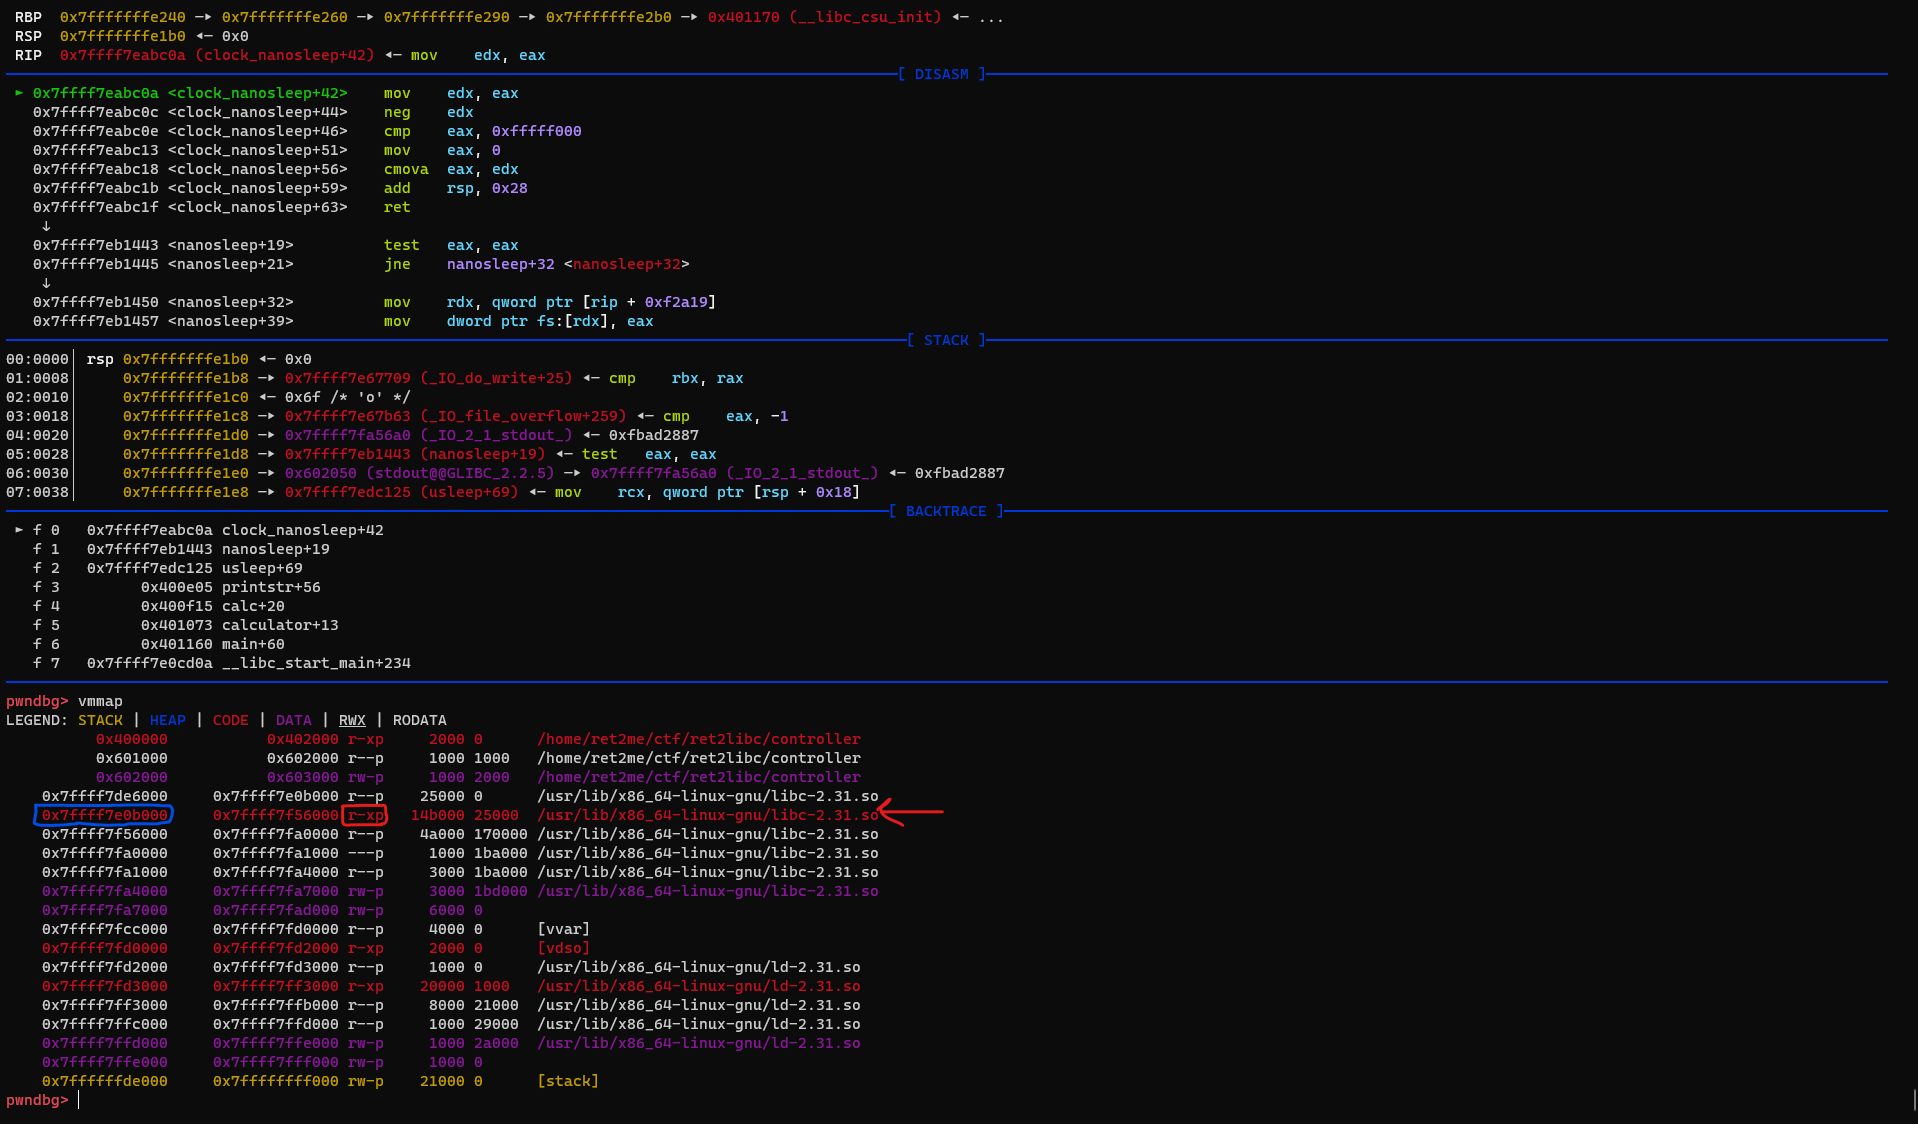 RBP  0x7fffffffe240 —▸ 0x7fffffffe260 —▸ 0x7fffffffe290 —▸ 0x7fffffffe2b0 —▸ 0x401170 (__libc_csu_init) ◂— ...
RSP  0x7fffffffe1b0 ◂— 0x0
RIP  0x7ffff7eabc0a (clock_nanosleep+42) ◂— mov    edx, eax
[ DISASM ]
► 0x7ffff7eabc0a <clock_nanosleep+42>    mov    edx, eax
0x7ffff7eabc0c <clock_nanosleep+44>    neg    edx
0x7ffff7eabc0e <clock_nanosleep+46>    cmp    eax, 0xfffff000
0x7ffff7eabc13 <clock_nanosleep+51>    mov    eax, 0
0x7ffff7eabc18 <clock_nanosleep+56>    cmova  eax, edx
0x7ffff7eabc1b <clock_nanosleep+59>    add    rsp, 0x28
0x7ffff7eabc1f <clock_nanosleep+63>    ret
↓
0x7ffff7eb1443 <nanosleep+19>          test   eax, eax
0x7ffff7eb1445 <nanosleep+21>          jne    nanosleep+32 <nanosleep+32>
↓
0x7ffff7eb1450 <nanosleep+32>          mov    rdx, qword ptr [rip + 0xf2a19]
0x7ffff7eb1457 <nanosleep+39>          mov    dword ptr fs:[rdx], eax
[ STACK ]
00:0000│ rsp 0x7fffffffe1b0 ◂— 0x0
01:0008│     0x7fffffffe1b8 —▸ 0x7ffff7e67709 (_IO_do_write+25) ◂— cmp    rbx, rax
02:0010│     0x7fffffffe1c0 ◂— 0x6f /* 'o' */
03:0018│     0x7fffffffe1c8 —▸ 0x7ffff7e67b63 (_IO_file_overflow+259) ◂— cmp    eax, -1
04:0020│     0x7fffffffe1d0 —▸ 0x7ffff7fa56a0 (_IO_2_1_stdout_) ◂— 0xfbad2887
05:0028│     0x7fffffffe1d8 —▸ 0x7ffff7eb1443 (nanosleep+19) ◂— test   eax, eax
06:0030│     0x7fffffffe1e0 —▸ 0x602050 (stdout@@GLIBC_2.2.5) —▸ 0x7ffff7fa56a0 (_IO_2_1_stdout_) ◂— 0xfbad2887
07:0038│     0x7fffffffe1e8 —▸ 0x7ffff7edc125 (usleep+69) ◂— mov    rcx, qword ptr [rsp + 0x18]
[ BACKTRACE ]
► f 0   0x7ffff7eabc0a clock_nanosleep+42
f 1   0x7ffff7eb1443 nanosleep+19
f 2   0x7ffff7edc125 usleep+69
f 3         0x400e05 printstr+56
f 4         0x400f15 calc+20
f 5         0x401073 calculator+13
f 6         0x401160 main+60
f 7   0x7ffff7e0cd0a __libc_start_main+234
pwndbg> vmmap
LEGEND: STACK | HEAP | CODE | DATA | RWX | RODATA
0x400000           0x402000 r-xp     2000 0      /home/ret2me/ctf/ret2libc/controller
0x601000           0x602000 r--p     1000 1000   /home/ret2me/ctf/ret2libc/controller
0x602000           0x603000 rw-p     1000 2000   /home/ret2me/ctf/ret2libc/controller
0x7ffff7de6000     0x7ffff7e0b000 r--p    25000 0      /usr/lib/x86_64-linux-gnu/libc-2.31.so
0x7ffff7e0b000     0x7ffff7f56000 r-xp   14b000 25000  /usr/lib/x86_64-linux-gnu/libc-2.31.so
0x7ffff7f56000     0x7ffff7fa0000 r--p    4a000 170000 /usr/lib/x86_64-linux-gnu/libc-2.31.so
0x7ffff7fa0000     0x7ffff7fa1000 ---p     1000 1ba000 /usr/lib/x86_64-linux-gnu/libc-2.31.so
0x7ffff7fa1000     0x7ffff7fa4000 r--p     3000 1ba000 /usr/lib/x86_64-linux-gnu/libc-2.31.so
0x7ffff7fa4000     0x7ffff7fa7000 rw-p     3000 1bd000 /usr/lib/x86_64-linux-gnu/libc-2.31.so
0x7ffff7fa7000     0x7ffff7fad000 rw-p     6000 0
0x7ffff7fcc000     0x7ffff7fd0000 r--p     4000 0      [vvar]
0x7ffff7fd0000     0x7ffff7fd2000 r-xp     2000 0      [vdso]
0x7ffff7fd2000     0x7ffff7fd3000 r--p     1000 0      /usr/lib/x86_64-linux-gnu/ld-2.31.so
0x7ffff7fd3000     0x7ffff7ff3000 r-xp    20000 1000   /usr/lib/x86_64-linux-gnu/ld-2.31.so
0x7ffff7ff3000     0x7ffff7ffb000 r--p     8000 21000  /usr/lib/x86_64-linux-gnu/ld-2.31.so
0x7ffff7ffc000     0x7ffff7ffd000 r--p     1000 29000  /usr/lib/x86_64-linux-gnu/ld-2.31.so
0x7ffff7ffd000     0x7ffff7ffe000 rw-p     1000 2a000  /usr/lib/x86_64-linux-gnu/ld-2.31.so
0x7ffff7ffe000     0x7ffff7fff000 rw-p     1000 0
0x7ffffffde000     0x7ffffffff000 rw-p    21000 0      [stack]
pwndbg>